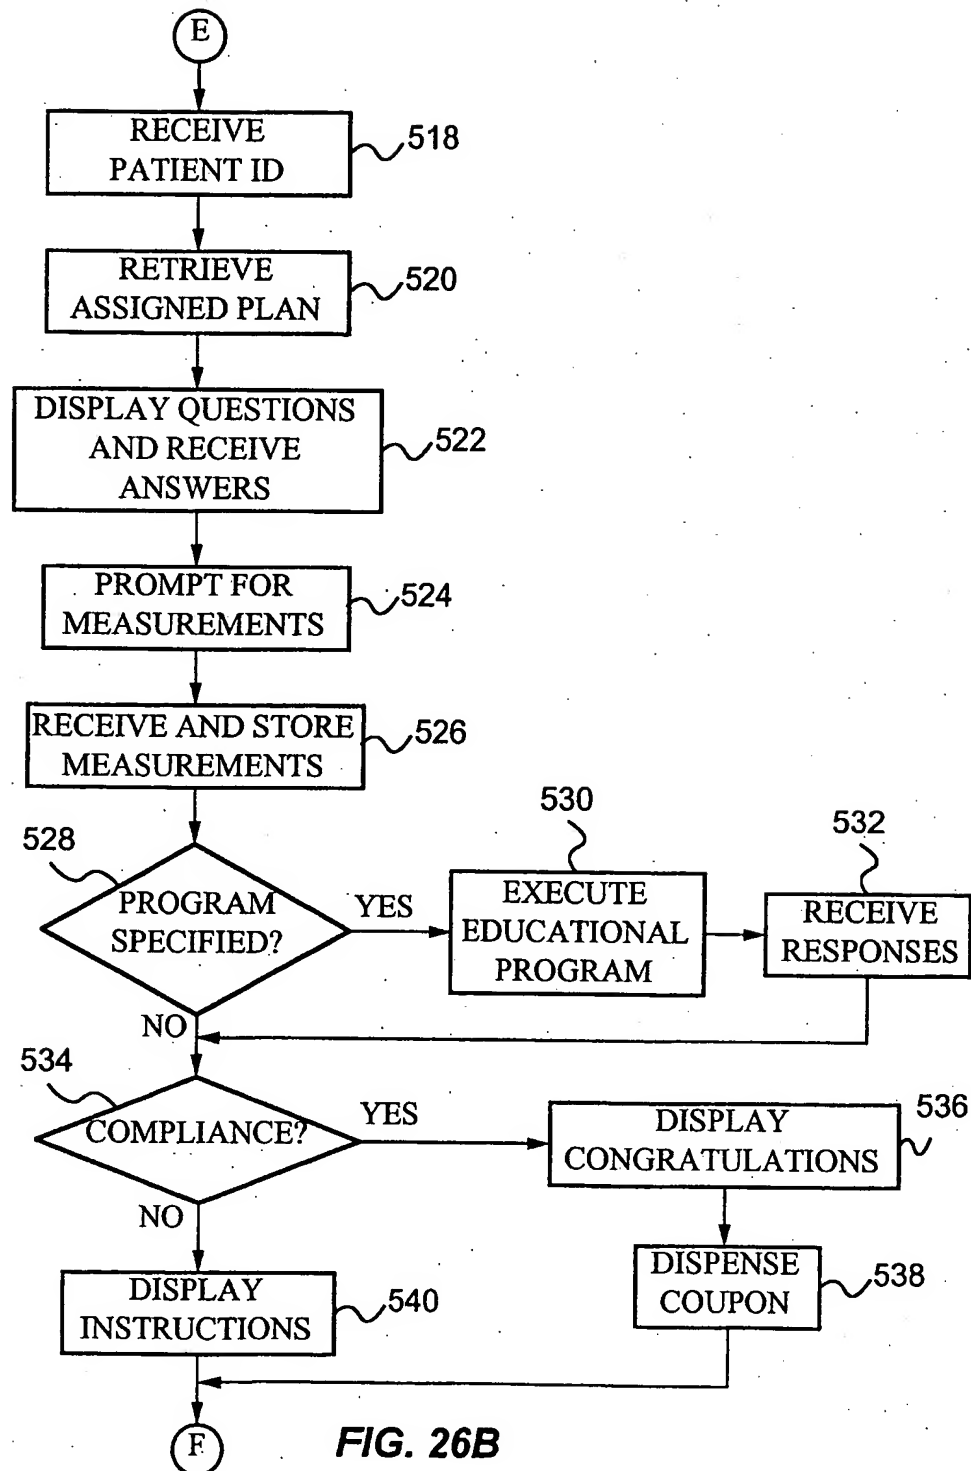 E
RECEIVE
PATIENT ID
518
RETRIEVE
ASSIGNED PLAN
520
DISPLAY QUESTIONS
AND RECEIVE
ANSWERS
522
PROMPT FOR
MEASUREMENTS
524
RECEIVE AND STORE
MEASUREMENTS
526
528
PROGRAM
SPECIFIED?
YES
530
EXECUTE
EDUCATIONAL
PROGRAM
532
RECEIVE
RESPONSES
NO
534
COMPLIANCE?
YES
DISPLAY
CONGRATULATIONS
536
NO
DISPENSE
COUPON
538
DISPLAY
INSTRUCTIONS
540
F
FIG. 26B